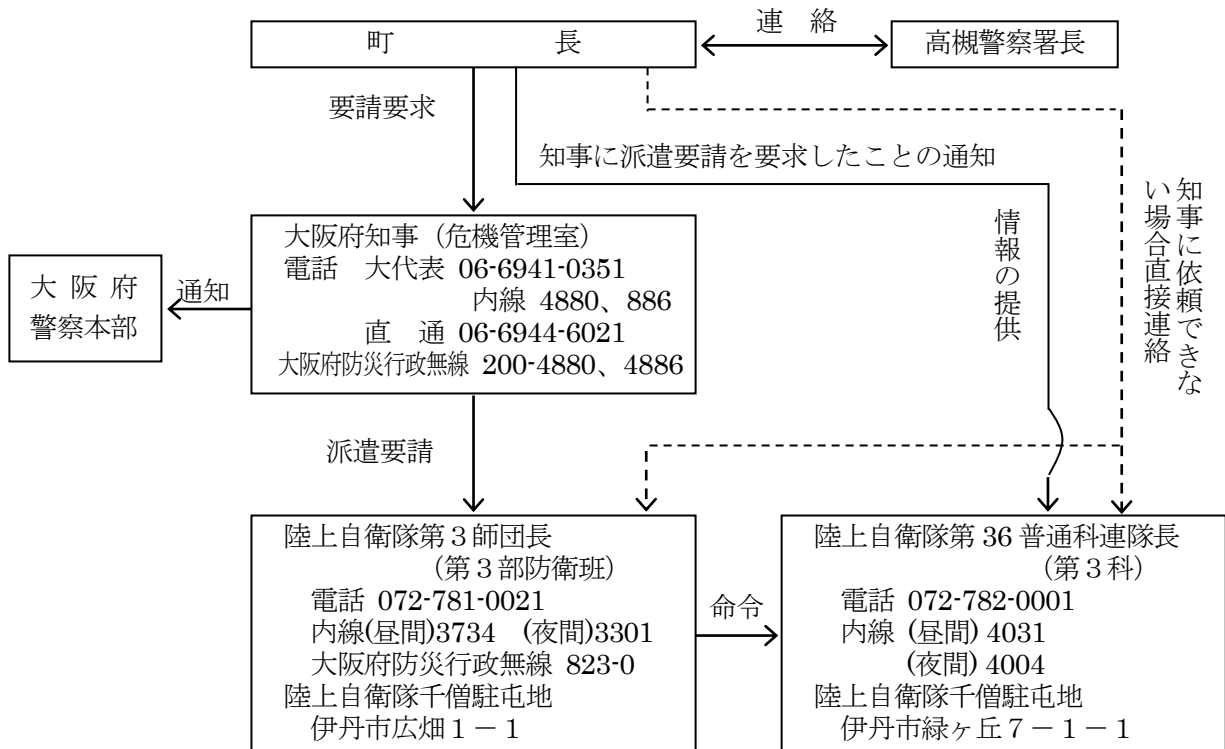 町　　　　長
連　絡
高槻警察署長
要請要求
知事に派遣要請を要求したことの通知
知事に依頼できな
い場合直接連絡
情報の提供
大阪府知事（危機管理室）
電話　大代表 06-6941-0351
内線 4880、886
直　通 06-6944-6021
大阪府防災行政無線 200-4880、4886
通知
大 阪 府
警察本部
派遣要請
陸上自衛隊第３師団長
（第３部防衛班）
電話 072-781-0021
内線(昼間)3734　(夜間)3301
大阪府防災行政無線 823-0
陸上自衛隊千僧駐屯地
伊丹市広畑１－１
命令
陸上自衛隊第 36 普通科連隊長
（第３科）
電話 072-782-0001
内線 (昼間) 4031
(夜間) 4004
陸上自衛隊千僧駐屯地
伊丹市緑ヶ丘７－１－１